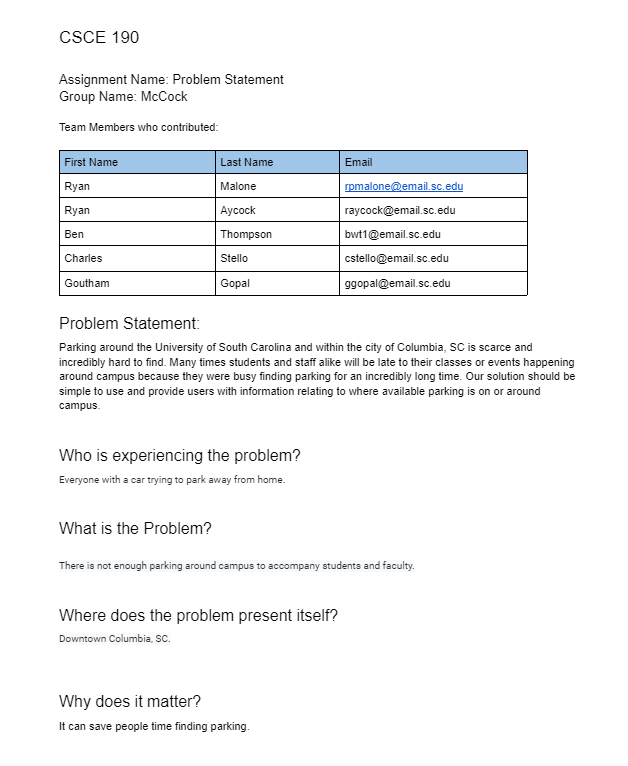 CSCE 190
Assignment Name: Problem Statement
Group Name: McCock
Team Members who contributed:
First Name Last Name Email
Ryan Malone rpmalone@email.sc.edu
Ryan Aycock raycock@email.sc.edu
Ben Thompson bwt1@email.sc.edu
Charles Stello cstello@email.sc.edu
Goutham Gopal ggopal@email.sc.edu
Problem Statement:
Parking around the University of South Carolina and within the city of Columbia, SC is scarce and
incredibly hard to find. Many times students and staff alike will be late to their classes or events happening
around campus because they were busy finding parking for an incredibly long time. Our solution should be
simple to use and provide users with information relating to where available parking is on or around
campus.
Who is experiencing the problem?
Everyone with a car trying to park away from home.
What is the Problem?
There is not enough parking around campus to accompany students and faculty.
Where does the problem present itself?
Downtown Columbia, SC.
Why does it matter?
It can save people time finding parking.